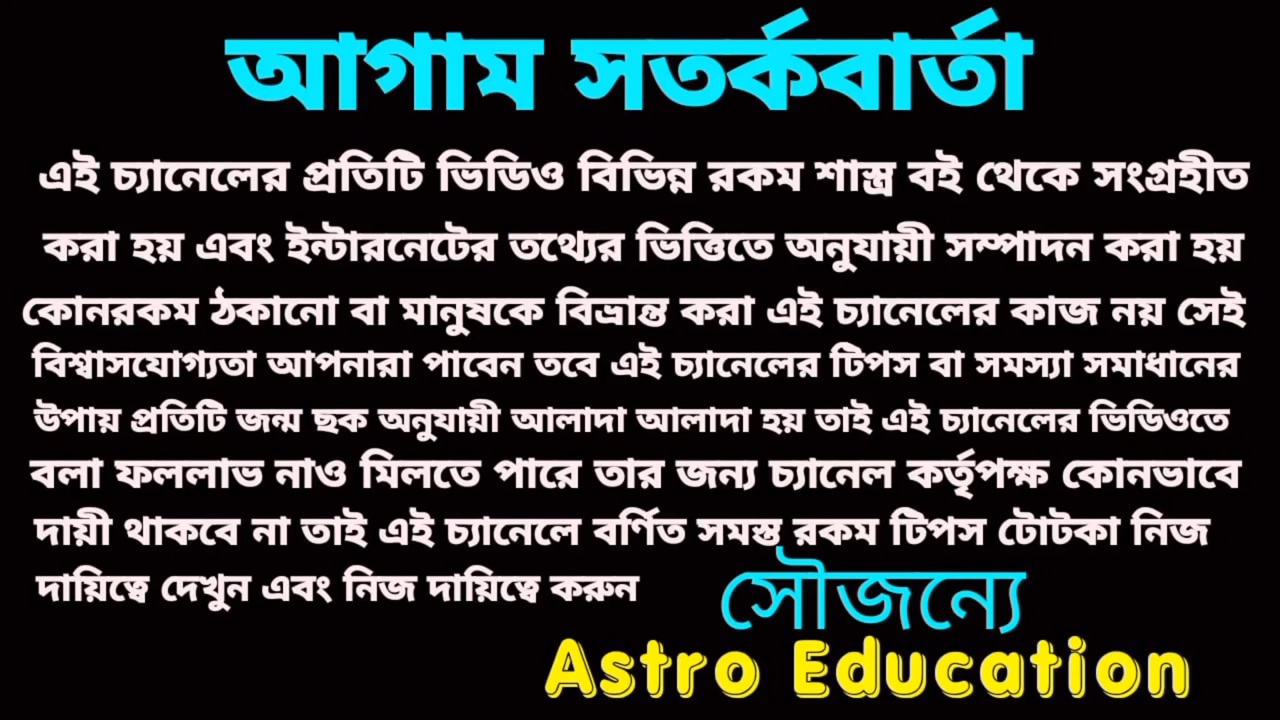 আগাম সতর্কবার্তা
এই চ্যানেলের প্রতিটি ভিডিও বিভিন্ন রকম শাস্ত্র বই থেকে সংগ্রহীত
করা হয় এবং ইন্টারনেটের তথ্যের ভিত্তিতে অনুযায়ী সম্পাদন করা হয়
কোনরকম ঠকানো বা মানুষকে বিভ্রান্ত করা এই চ্যানেলের কাজ নয় সেই
বিশ্বাসযোগ্যতা আপনারা পাবেন তবে এই চ্যানেলের টিপস বা সমস্যা সমাধানের
উপায় প্রতিটি জন্ম ছক অনুযায়ী আলাদা আলাদা হয় তাই এই চ্যানেলের ভিডিওতে
বলা ফললাভ নাও মিলতে পারে তার জন্য চ্যানেল কর্তৃপক্ষ কোনভাবে
দায়ী থাকবে না তাই এই চ্যানেলে বর্ণিত সমস্ত রকম টিপস টোটকা নিজ
দায়িত্বে দেখুন এবং নিজ দায়িত্বে করুন
সৌজন্যে
Astro Education